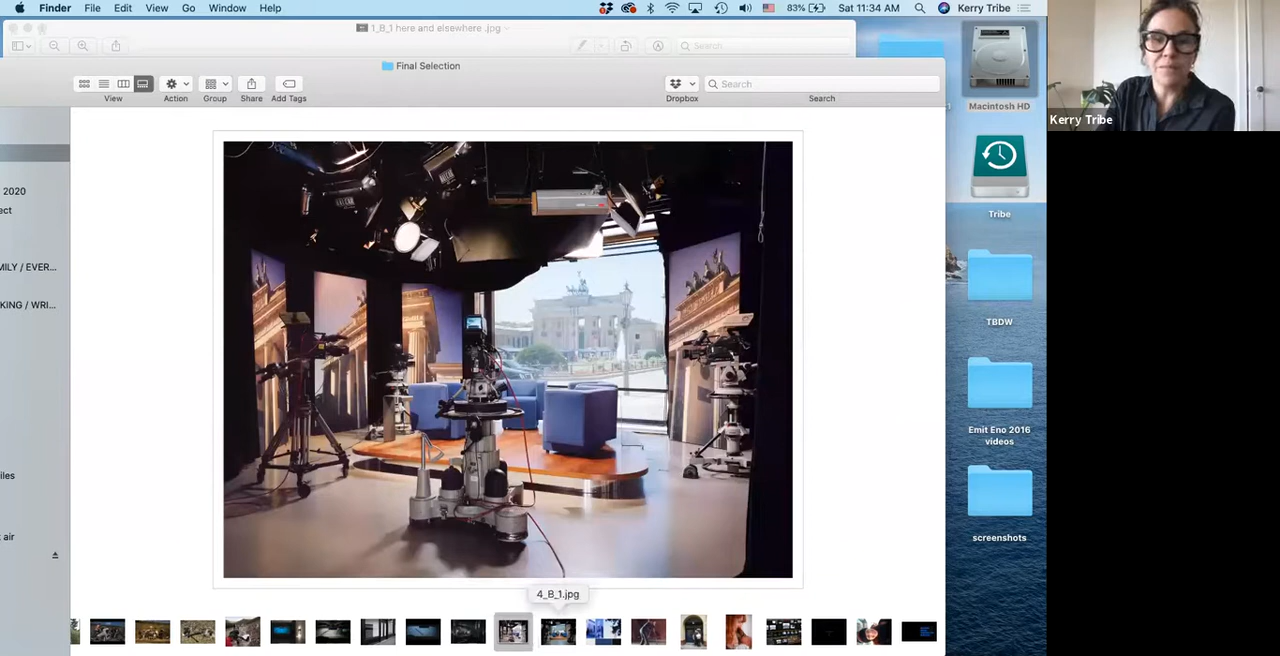 Finder File Edit View Go Window Help 83% Sat 11:34 AM Kerry Tribe
1_B_1 here and elsewhere .jpg
Search
Final Selection
Search
View Action Group Share Add Tags Dropbox Search
Macintosh HD
Kerry Tribe
2020
ect
Tribe
MILY / EVER...
KING / WRI...
TBDW
Emit Eno 2016
videos
iles
air
screenshots
4_B_1.jpg